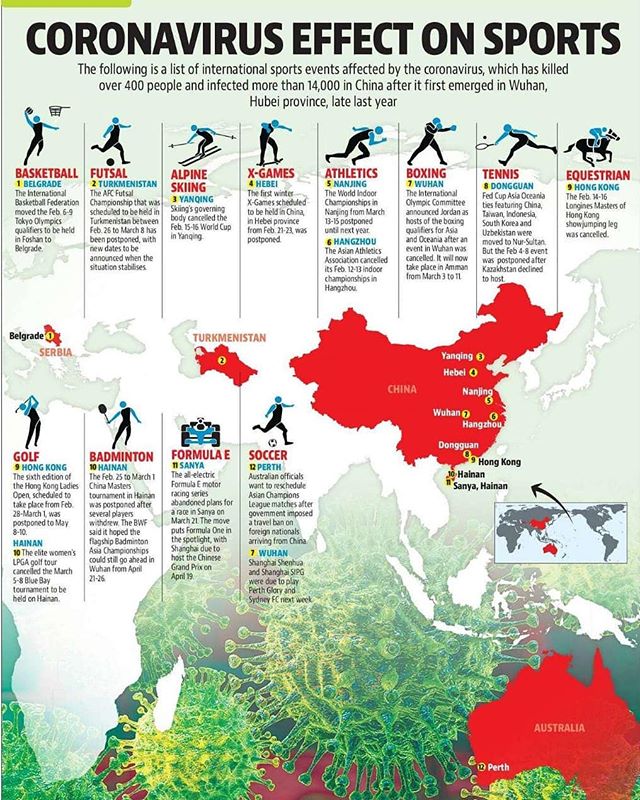 CORONAVIRUS EFFECT ON SPORTS
The following is a list of international sports events affected by the coronavirus, which has killed
over 400 people and infected more than 14,000 in China after it first emerged in Wuhan,
Hubei province, late last year
BASKETBALL
1 BELGRADE
The International
Basketball Federation
moved the Feb. 6-9
Tokyo Olympics
qualifiers to be held
in Foshan to
Belgrade.
FUTSAL
2 TURKMENISTAN
The AFC Futsal
Championship that was
scheduled to be held in
Turkmenistan between
Feb. 26 to March 8 has
been postponed, with
new dates to be
announced when the
situation stabilises.
ALPINE
SKIING
3 YANQING
Skiing's governing
body cancelled the
Feb. 15-16 World Cup
in Yanqing.
X-GAMES
4 HEBEI
The first winter
X-Games scheduled
to be held in China,
in Hebei province
from Feb. 21-23, was
postponed.
ATHLETICS
5 NANJING
The World Indoor
Championships in
Nanjing from March
13-15 postponed
until next year.
6 HANGZHOU
The Asian Athletics
Association cancelled
its Feb. 12-13 indoor
championships in
Hangzhou.
BOXING
7 WUHAN
The International
Olympic Committee
announced Jordan as
hosts of the boxing
qualifiers for Asia
and Oceania after an
event in Wuhan was
cancelled. It will now
take place in Amman
from March 3 to 11.
TENNIS
8 DONGGUAN
Fed Cup Asia Oceania
ties featuring China,
Taiwan, Indonesia,
South Korea and
Uzbekistan were
moved to Nur-Sultan.
But the Feb 4-8 event
was postponed after
Kazakhstan declined
to host.
EQUESTRIAN
9 HONG KONG
The Feb. 14-16
Longines Masters of
Hong Kong
showjumping leg
was cancelled.
Belgrade 1
SERBIA
TURKMENISTAN
2
CHINA
Yanqing 3
Hebei 4
Nanjing
5
Wuhan 7
6
Hangzhou
Dongguan
8
9 Hong Kong
10 Hainan
11 Sanya, Hainan
GOLF
9 HONG KONG
The sixth edition of
the Hong Kong Ladies
Open, scheduled to
take place from Feb.
28-March 1, was
postponed to May
8-10.
HAINAN
10 The elite women's
LPGA golf tour
cancelled the March
5-8 Blue Bay
tournament to be
held on Hainan.
BADMINTON
10 HAINAN
The Feb. 25 to March 1
China Masters
tournament in Hainan
was postponed after
several players
withdrew. The BWF
said it hoped the
flagship Badminton
Asia Championships
could still go ahead in
Wuhan from April
21-26.
FORMULA E
11 SANYA
The all-electric
Formula E motor
racing series
abandoned plans for
a race in Sanya on
March 21. The move
puts Formula One in
the spotlight, with
Shanghai due to
host the Chinese
Grand Prix on
April 19.
SOCCER
12 PERTH
Australian officials
want to reschedule
Asian Champions
League matches after
government imposed
a travel ban on
foreign nationals
arriving from China.
7 WUHAN
Shanghai Shenhua
and Shanghai SIPG
were due to play
Perth Glory and
Sydney FC next week.
AUSTRALIA
12 Perth